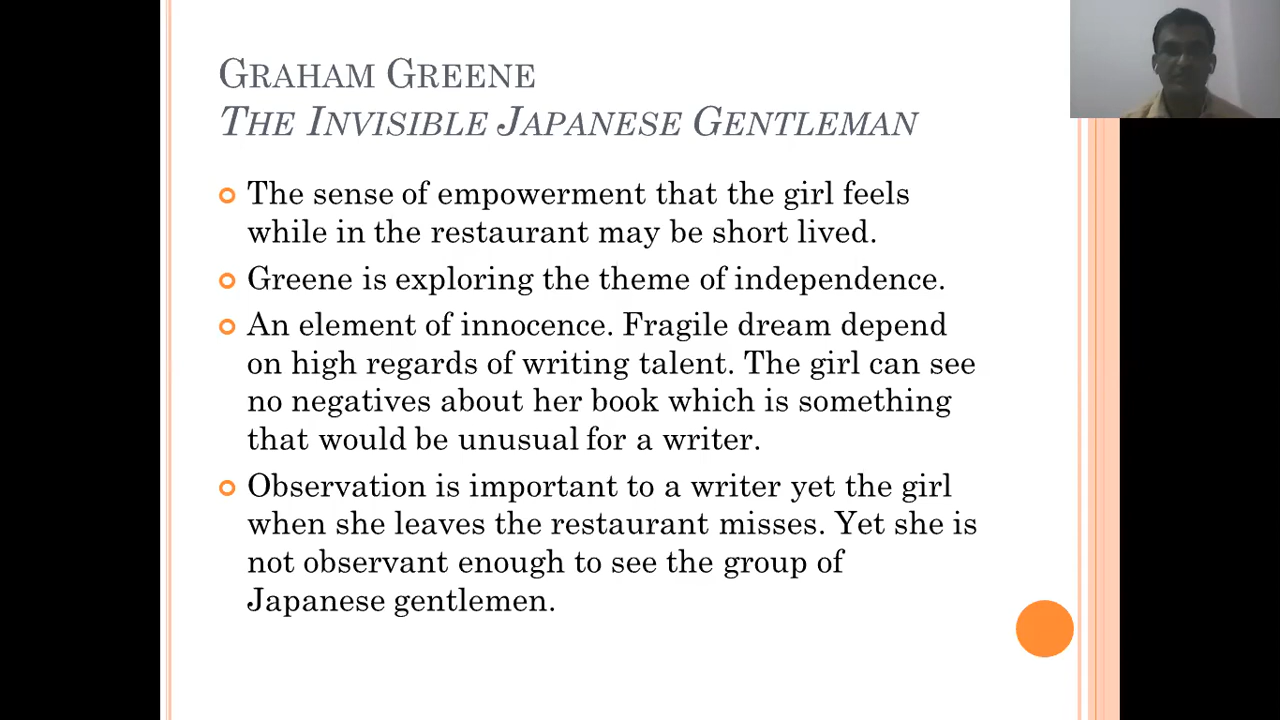 GRAHAM GREENE
THE INVISIBLE JAPANESE GENTLEMAN
The sense of empowerment that the girl feels
while in the restaurant may be short lived.
Greene is exploring the theme of independence.
An element of innocence. Fragile dream depend
on high regards of writing talent. The girl can see
no negatives about her book which is something
that would be unusual for a writer.
Observation is important to a writer yet the girl
when she leaves the restaurant misses. Yet she is
not observant enough to see the group of
Japanese gentlemen.